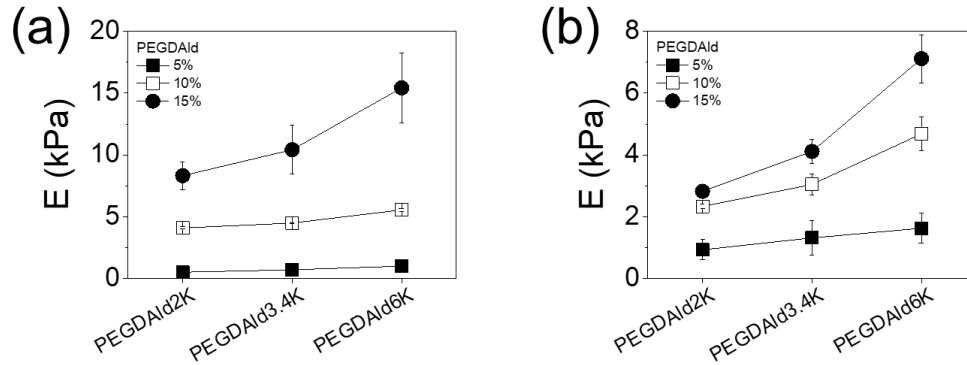 (a)
20
15
10
5
0
E (kPa)
PEGDAld
5%
10%
15%
PEGDAld2K
PEGDAld3.4K
PEGDAld6K
(b)
8
6
4
2
0
E (kPa)
PEGDAld
5%
10%
15%
PEGDAld2K
PEGDAld3.4K
PEGDAld6K